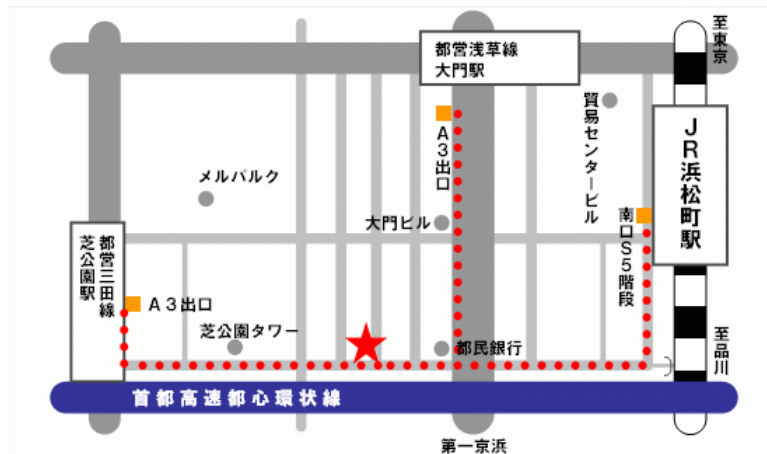 至東京
都営浅草線
大門駅
貿易センタービル
JR浜松町駅
A3出口
メルパルク
大門ビル
南口S5階段
都営三田線
芝公園駅
A3出口
芝公園タワー
都民銀行
至品川
首都高速都心環状線
第一京浜